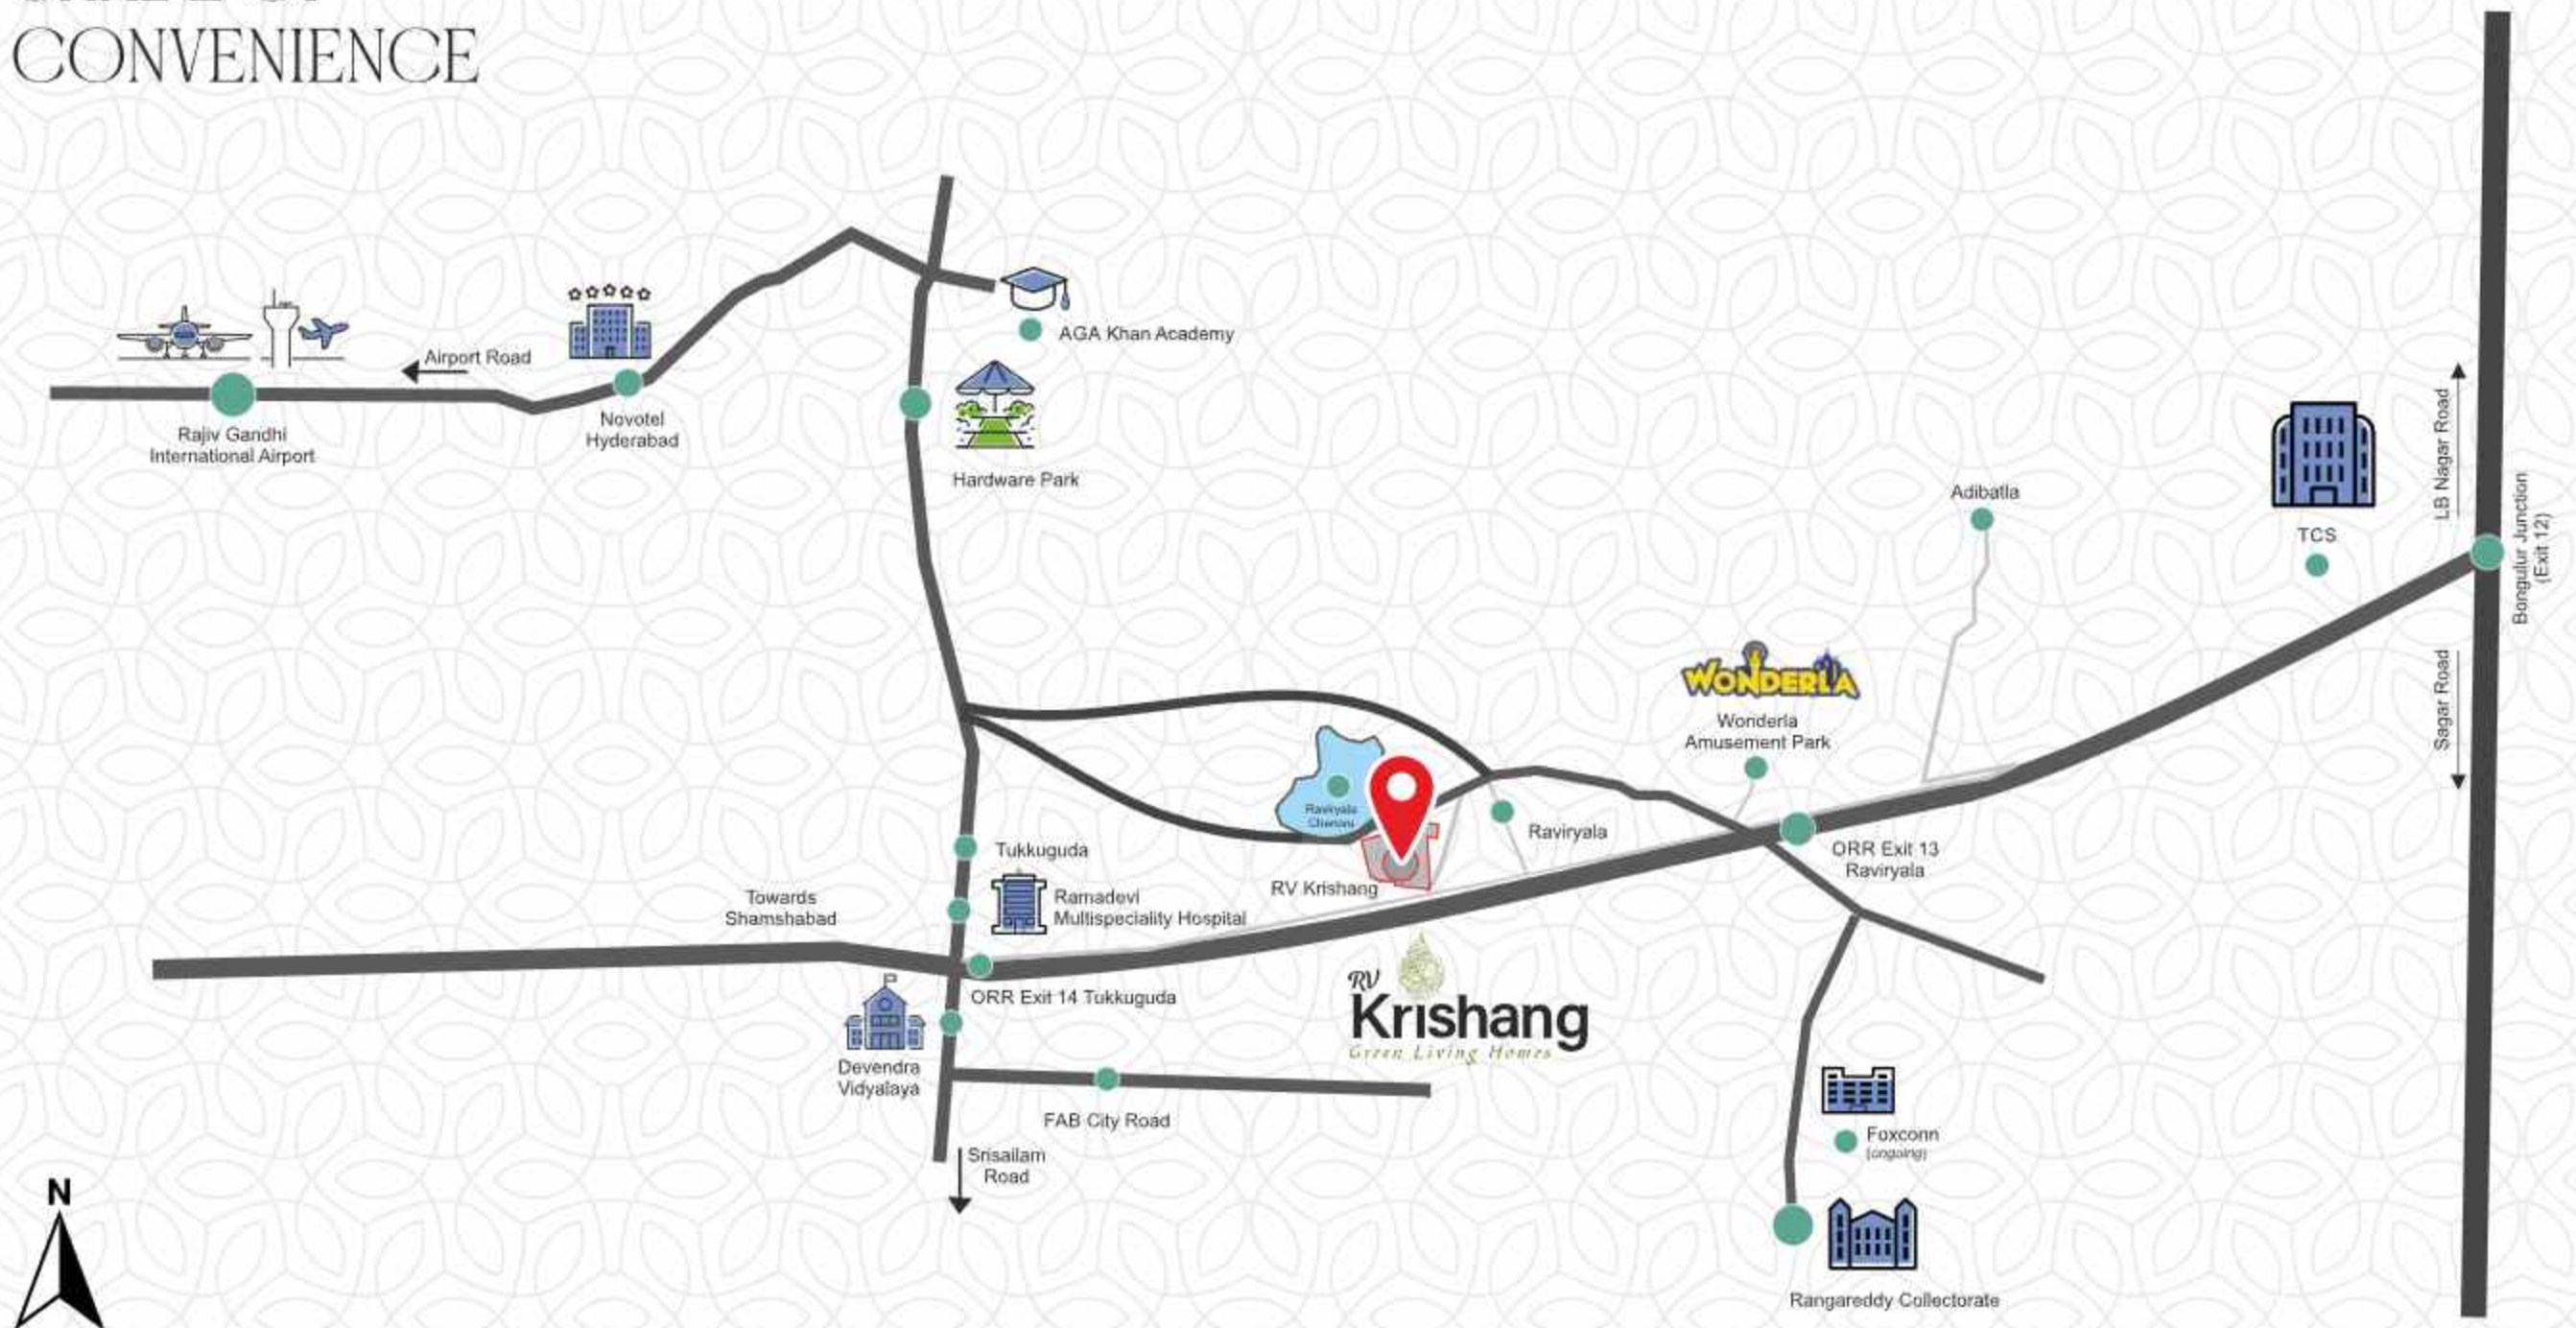 CONVENIENCE
AGA Khan Academy
Airport Road
Rajiv Gandhi
International Airport
Novotel
Hyderabad
Hardware Park
Adibatla
TCS
LB Nagar Road
Bongulur Junction
(Exit 12)
Sagar Road
WONDERLA
Wonderla
Amusement Park
Raviryala
Raviryala
ORR Exit 13
Raviryala
Tukkuguda
RV Krishang
Ramadevi
Multispeciality Hospital
Towards
Shamshabad
ORR Exit 14 Tukkuguda
RV
Krishang
Green Living Homes
Devendra
Vidyalaya
FAB City Road
Srisailam
Road
Foxconn
(ongoing)
Rangareddy Collectorate
N